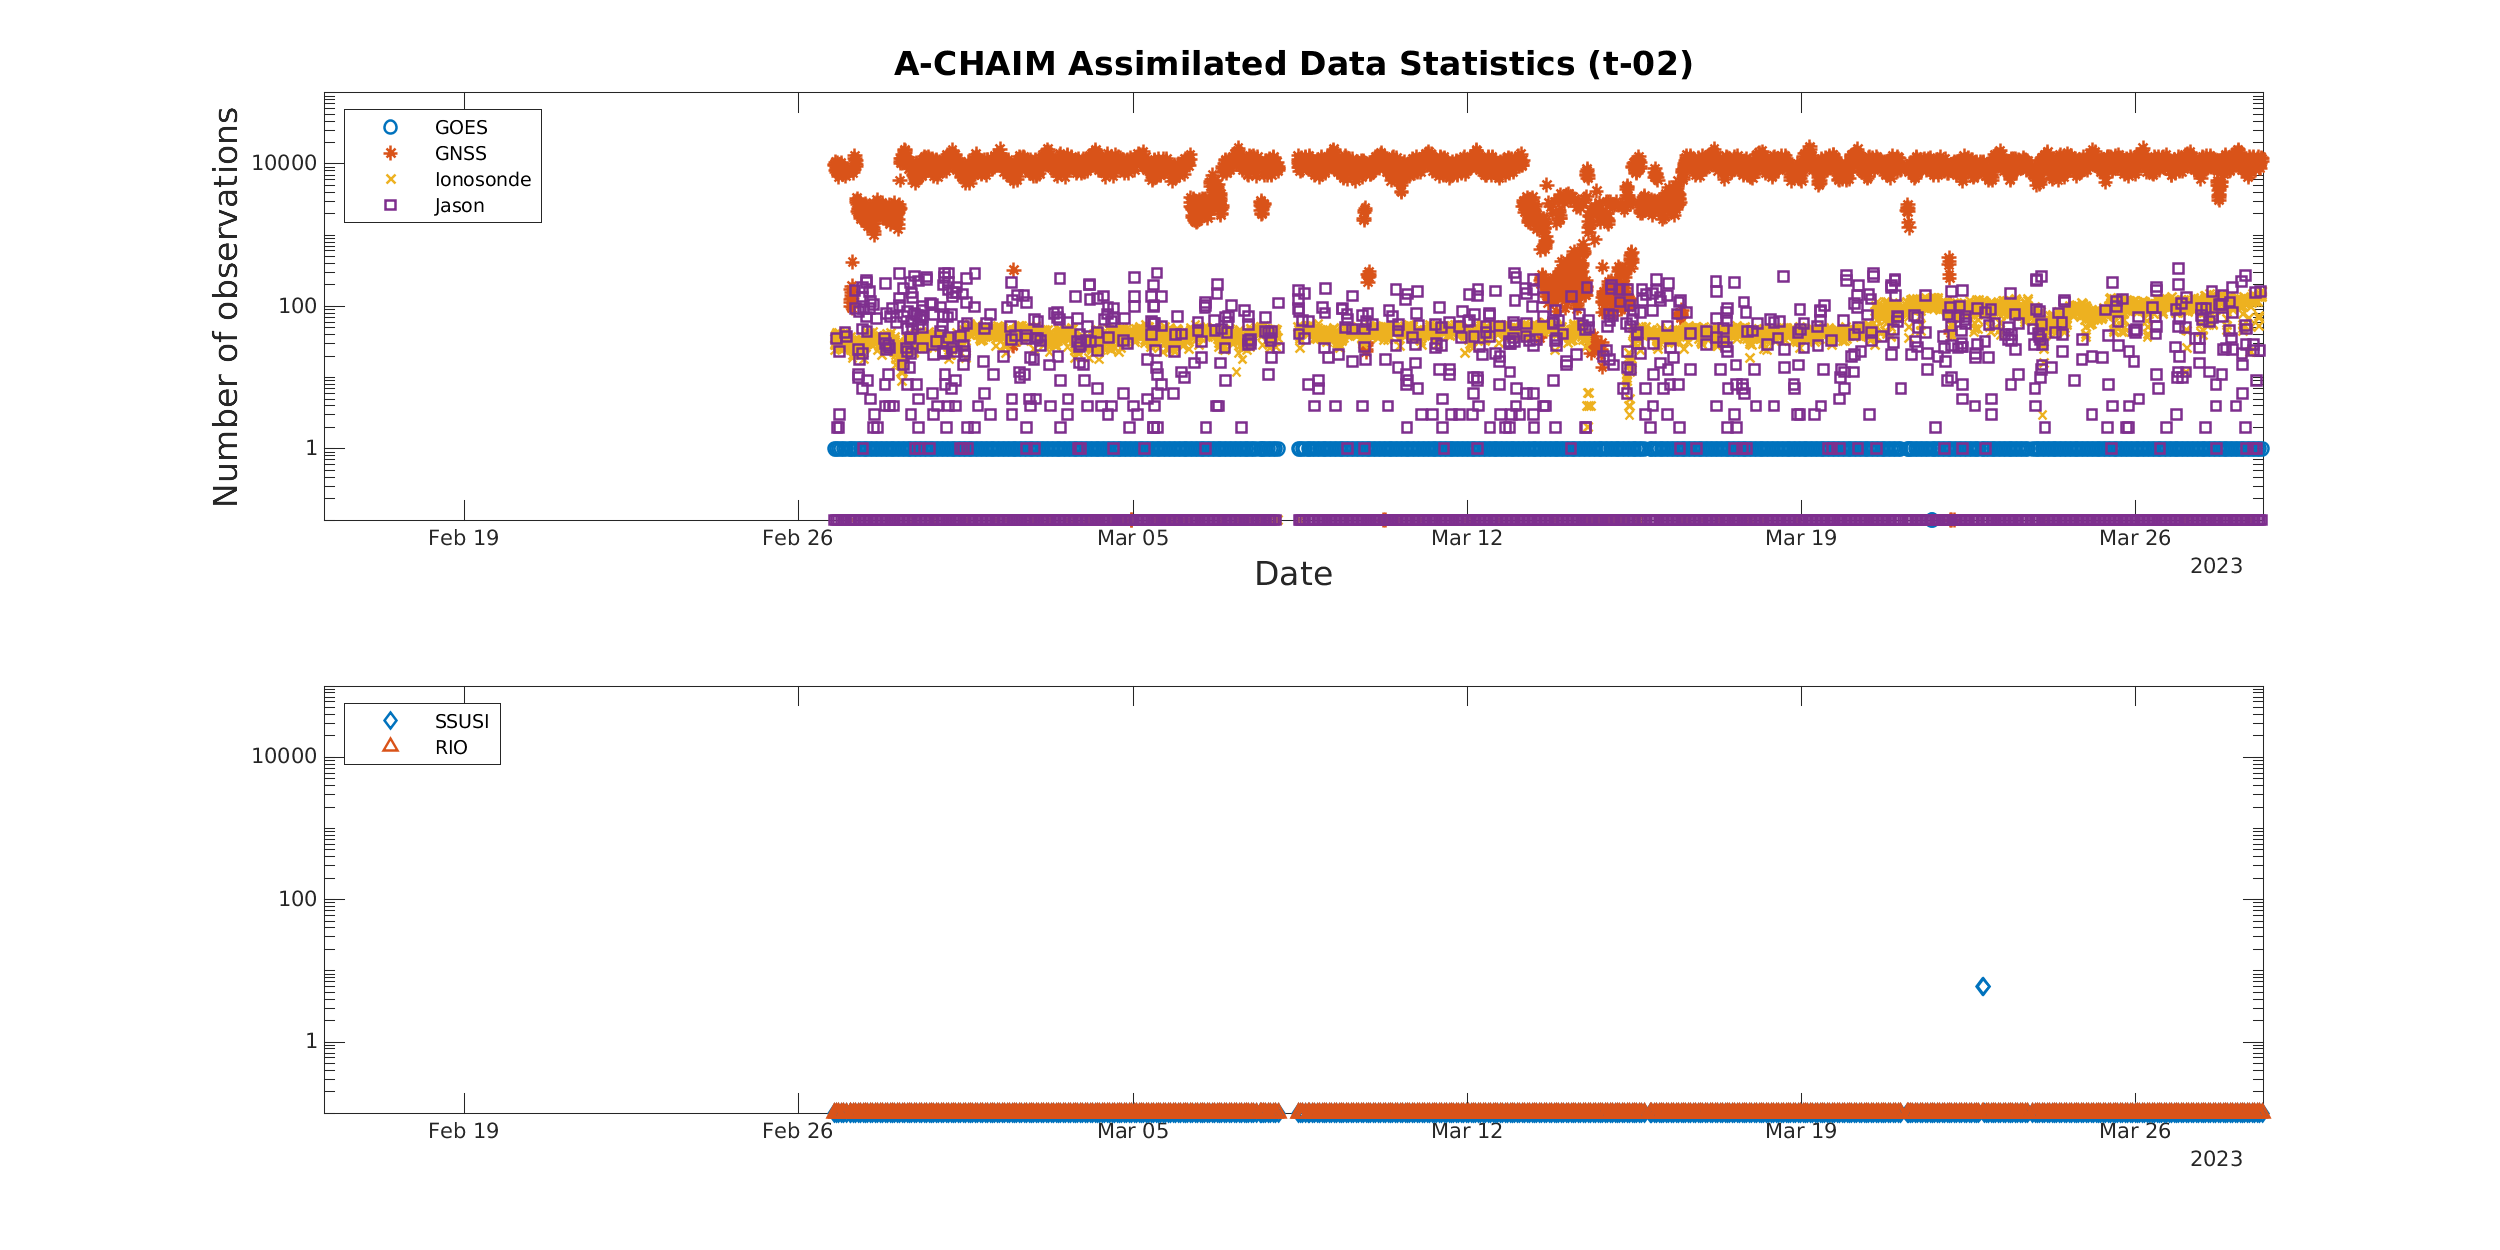 A-CHAIM Assimilated Data Statistics (t-02)
Number of observations
10000
100
1
GOES
GNSS
Ionosonde
Jason
Feb 19
Feb 26
Mar 05
Mar 12
Mar 19
Mar 26
2023
Date
10000
100
1
SSUSI
RIO
Feb 19
Feb 26
Mar 05
Mar 12
Mar 19
Mar 26
2023